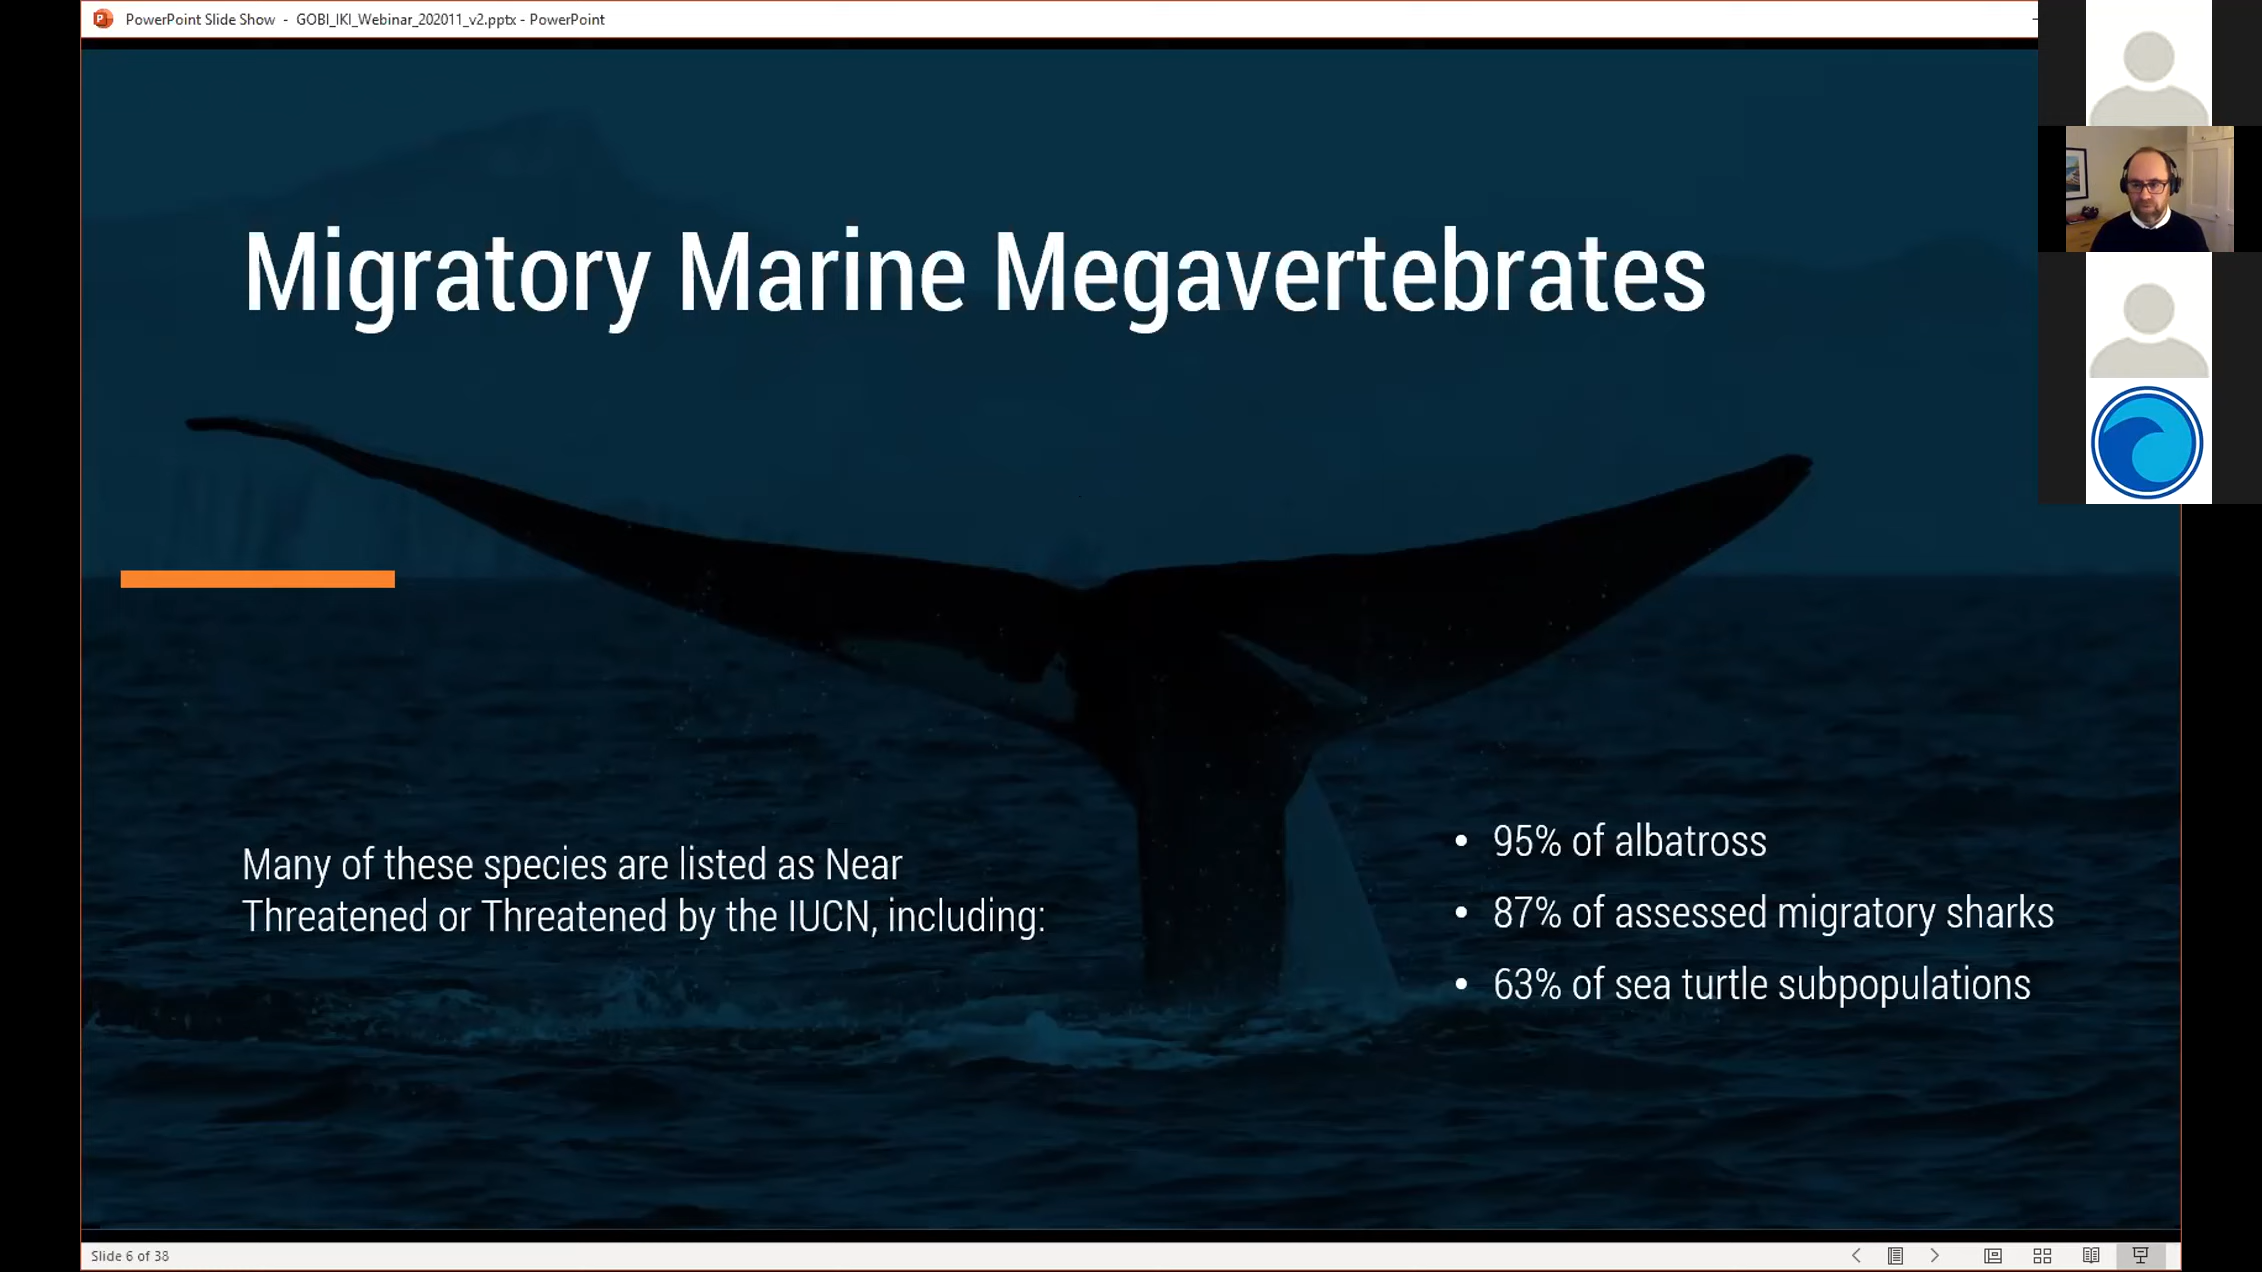 PowerPoint Slide Show - GOBI_IKI_Webinar_202011_v2.pptx - PowerPoint
Migratory Marine Megavertebrates
Many of these species are listed as Near
Threatened or Threatened by the IUCN, including:
• 95% of albatross
• 87% of assessed migratory sharks
• 63% of sea turtle subpopulations
Slide 6 of 38